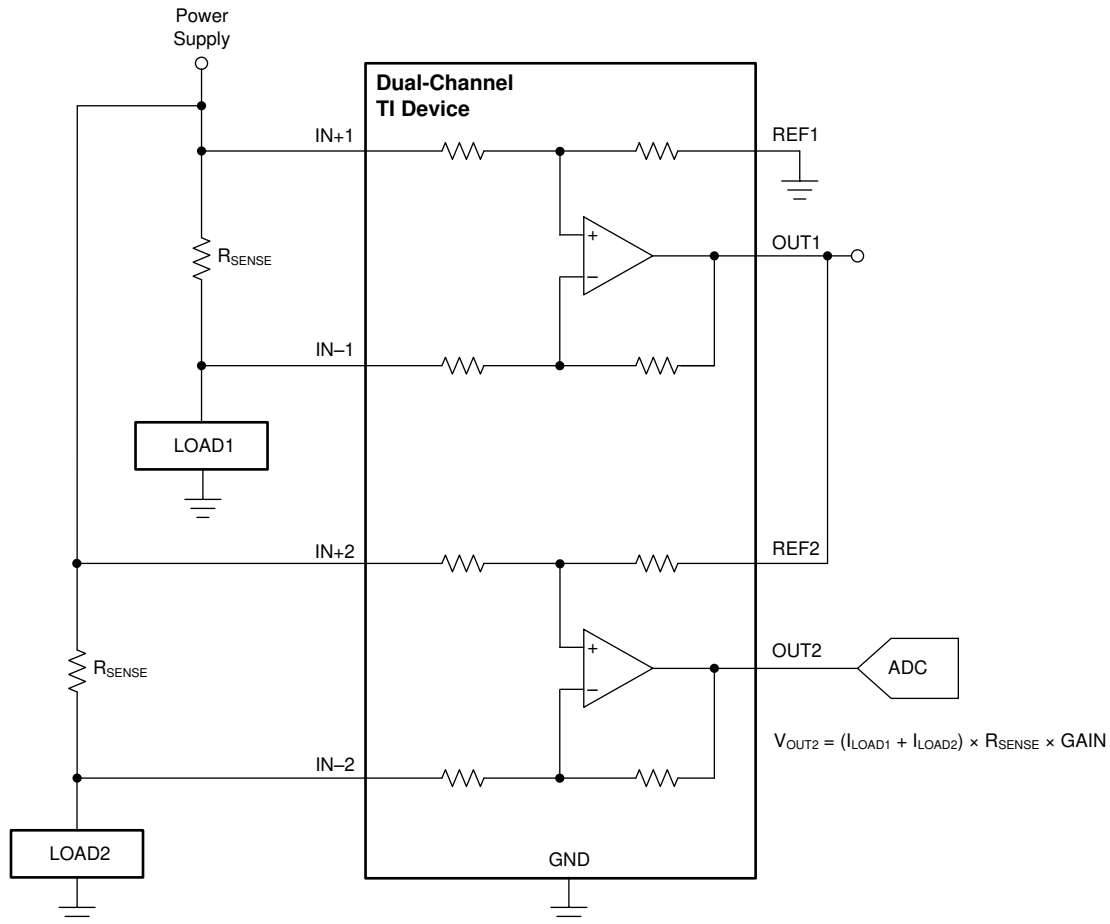 Power
Supply
Dual-Channel
TI Device
IN+1
REF1
+
OUT1
RSENSE
–
IN–1
LOAD1
IN+2
REF2
+
RSENSE
OUT2
ADC
–
VOUT2 = (ILOAD1 + ILOAD2) × RSENSE × GAIN
IN–2
LOAD2
GND